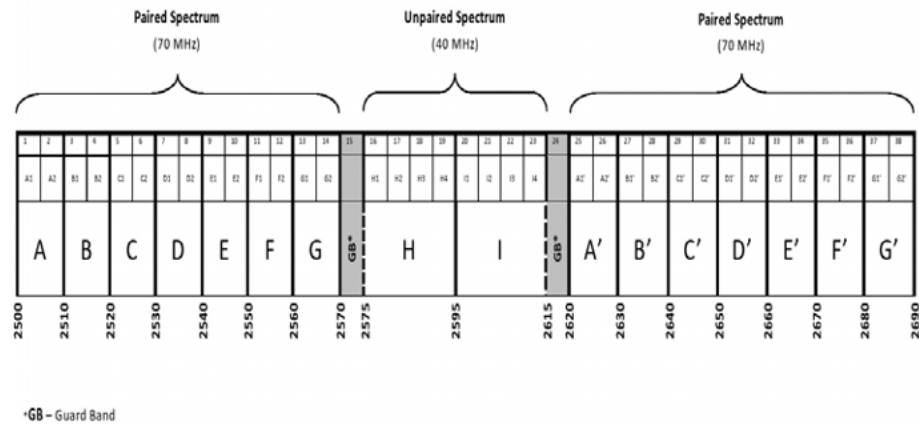 Paired Spectrum
(70 MHz)
Unpaired Spectrum
(40 MHz)
Paired Spectrum
(70 MHz)
1 2 3 4 5 6 7 8 9 10 11 12 13 14 15 16 17 18 19 20 21 22 23 24 25 26 27 28 29 30 31 32 33 34 35 36 37 38
A1 A2 B1 B2 C1 C2 D1 D2 E1 E2 F1 F2 G1 G2 H1 H2 H3 H4 I1 I2 I3 I4 A1' A2' B1' B2' C1' C2' D1' D2' E1' E2' F1' F2' G1' G2'
A B C D E F G GB* H I GB* A' B' C' D' E' F' G'
2500 2510 2520 2530 2540 2550 2560 2570 2575 2595 2615 2620 2630 2640 2650 2660 2670 2680 2690
*GB – Guard Band